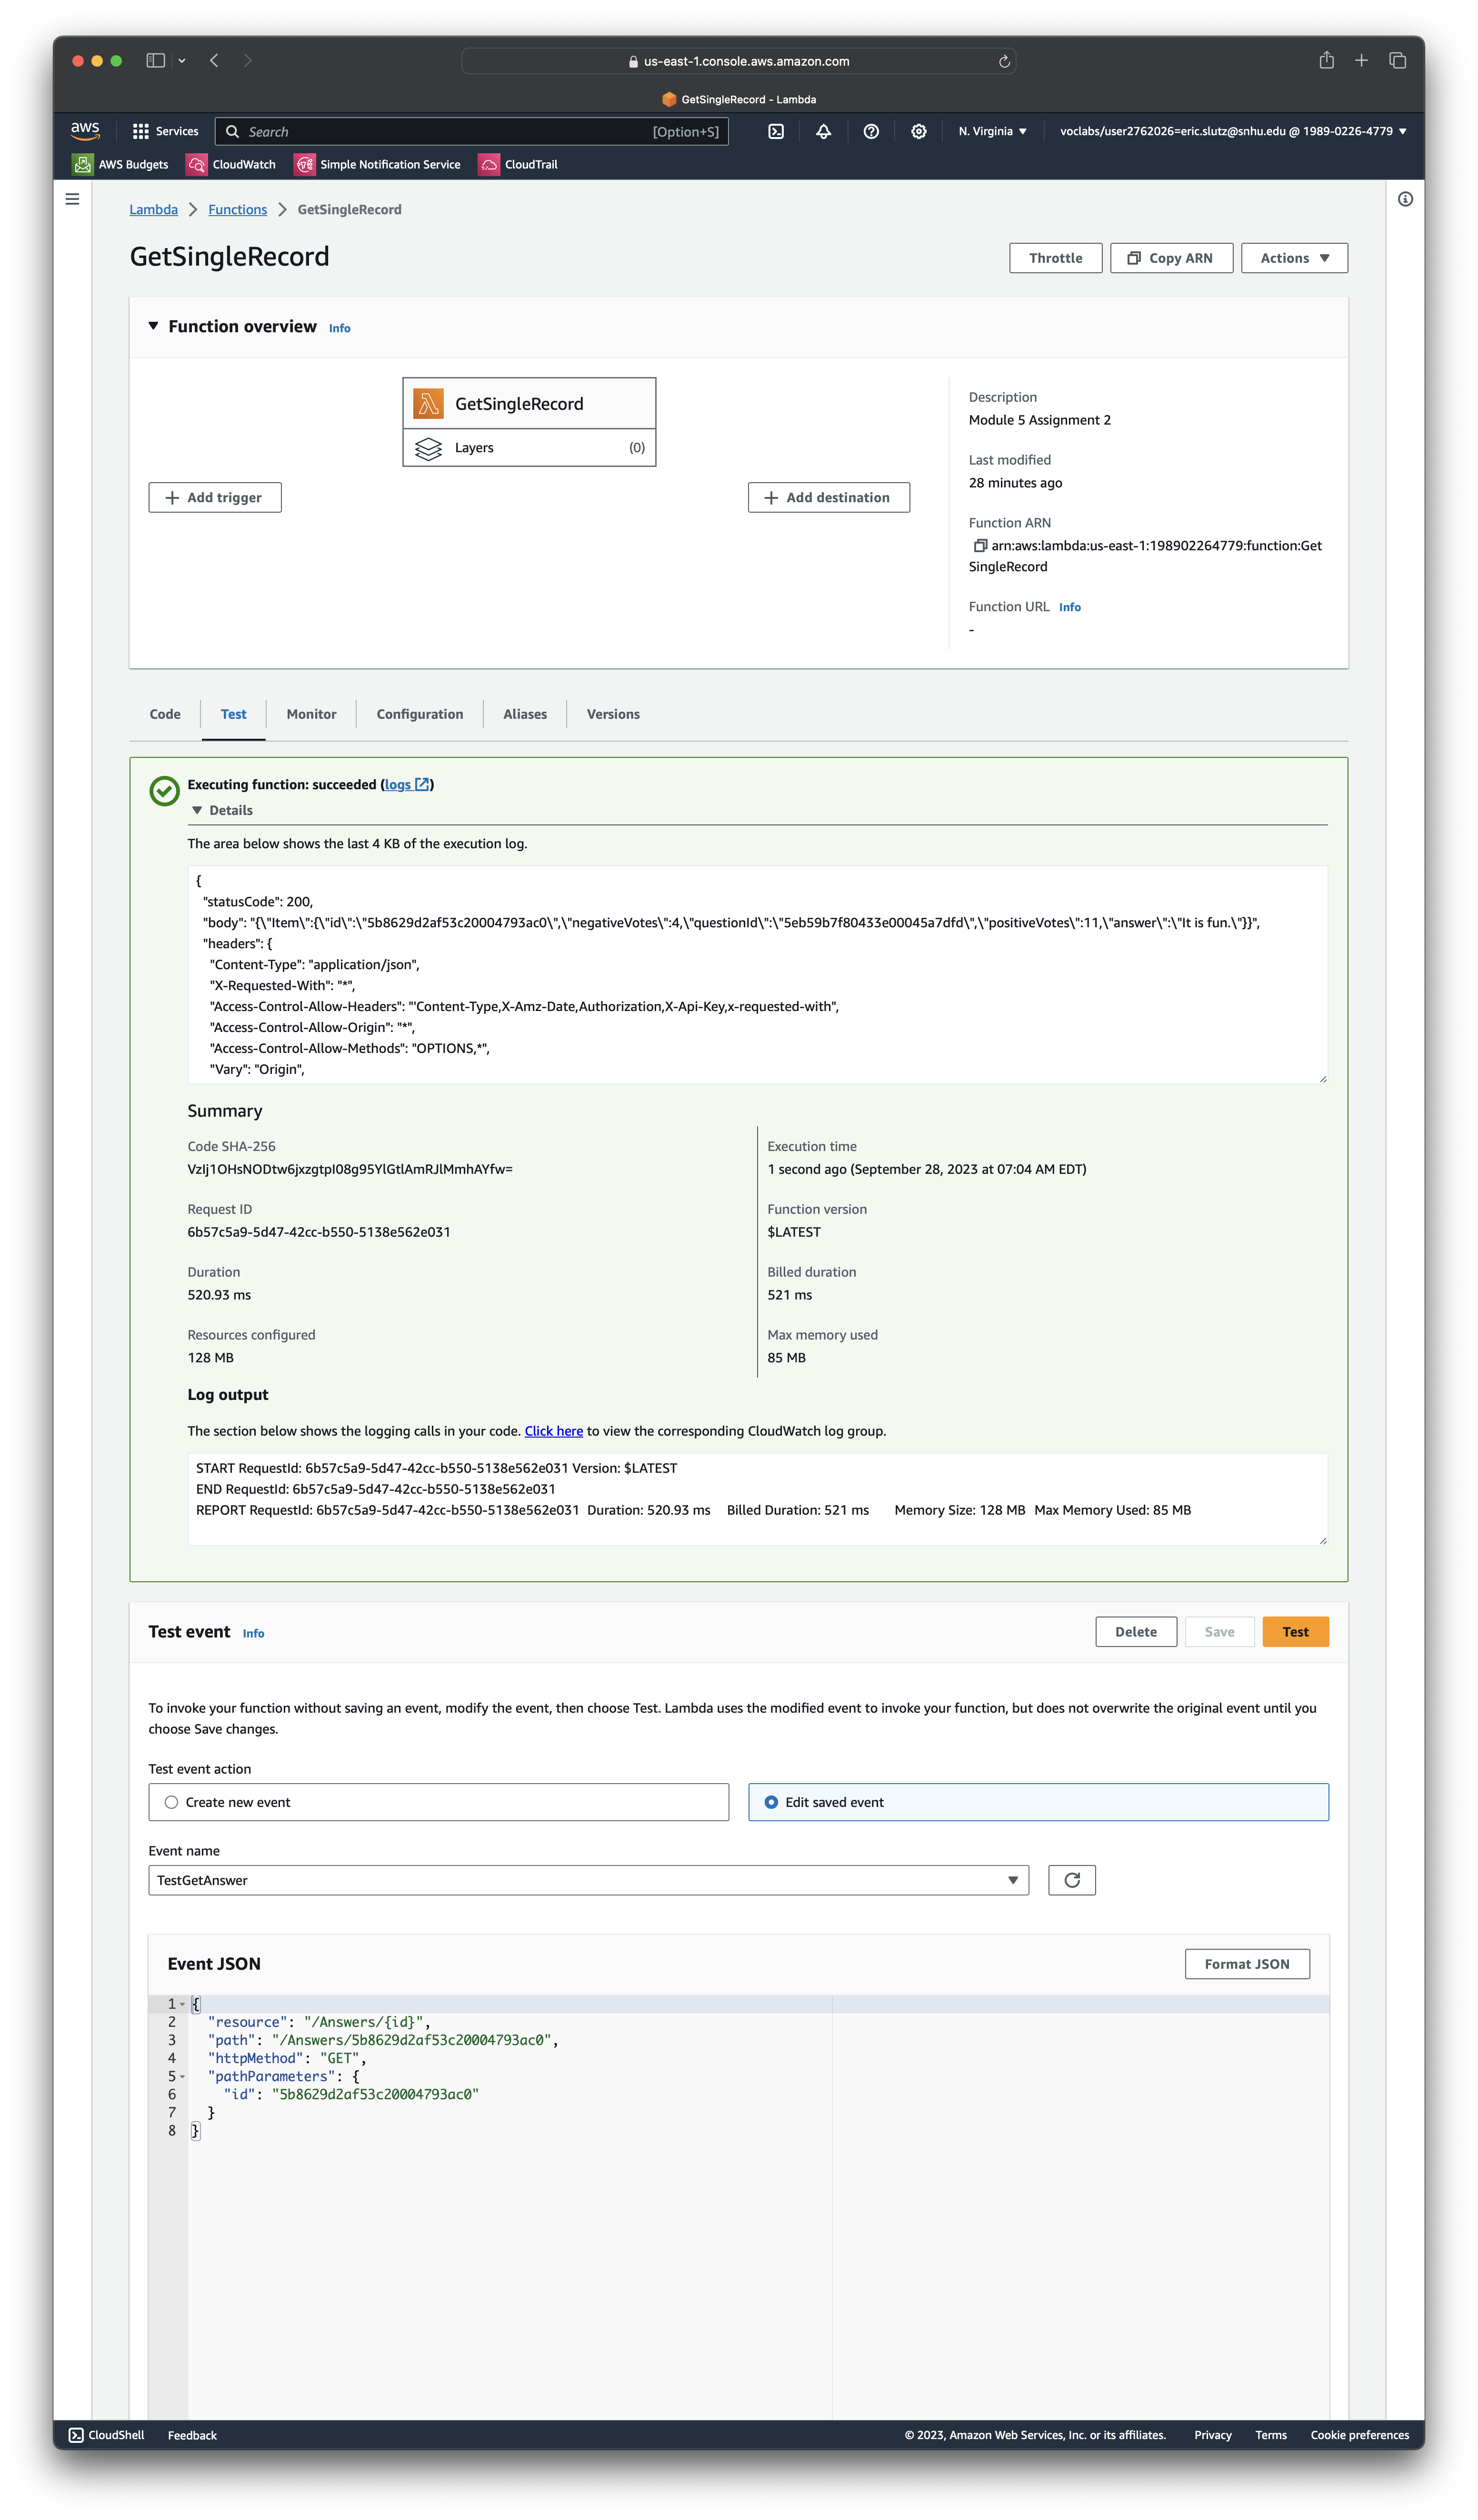 us-east-1.console.aws.amazon.com
GetSingleRecord - Lambda
aws
Services
Search
[Option+S]
N. Virginia
voclabs/user2762026=eric.slutz@snhu.edu @ 1989-0226-4779
AWS Budgets
CloudWatch
Simple Notification Service
CloudTrail
Lambda
Functions
GetSingleRecord
GetSingleRecord
Throttle
Copy ARN
Actions
Function overview Info
GetSingleRecord
Layers
(0)
Add trigger
Add destination
Description
Module 5 Assignment 2
Last modified
28 minutes ago
Function ARN
arn:aws:lambda:us-east-1:198902264779:function:Get
SingleRecord
Function URL Info
-
Code
Test
Monitor
Configuration
Aliases
Versions
Executing function: succeeded (logs)
Details
The area below shows the last 4 KB of the execution log.
{
"statusCode": 200,
"body": "{\"Item\":{\"id\":\"5b8629d2af53c20004793ac0\",\"negativeVotes\":4,\"questionId\":\"5eb59b7f80433e00045a7dfd\",\"positiveVotes\":11,\"answer\":\"It is fun.\"}}",
"headers": {
"Content-Type": "application/json",
"X-Requested-With": "*",
"Access-Control-Allow-Headers": "'Content-Type,X-Amz-Date,Authorization,X-Api-Key,x-requested-with",
"Access-Control-Allow-Origin": "*",
"Access-Control-Allow-Methods": "OPTIONS,*",
"Vary": "Origin",
Summary
Code SHA-256
VzIj1OHsNODtw6jxzgtpI08g95YlGtlAmRJlMmhAYfw=
Execution time
1 second ago (September 28, 2023 at 07:04 AM EDT)
Request ID
6b57c5a9-5d47-42cc-b550-5138e562e031
Function version
$LATEST
Duration
520.93 ms
Billed duration
521 ms
Resources configured
128 MB
Max memory used
85 MB
Log output
The section below shows the logging calls in your code. Click here to view the corresponding CloudWatch log group.
START RequestId: 6b57c5a9-5d47-42cc-b550-5138e562e031 Version: $LATEST
END RequestId: 6b57c5a9-5d47-42cc-b550-5138e562e031
REPORT RequestId: 6b57c5a9-5d47-42cc-b550-5138e562e031 Duration: 520.93 ms Billed Duration: 521 ms Memory Size: 128 MB Max Memory Used: 85 MB
Test event Info
Delete
Save
Test
To invoke your function without saving an event, modify the event, then choose Test. Lambda uses the modified event to invoke your function, but does not overwrite the original event until you
choose Save changes.
Test event action
Create new event
Edit saved event
Event name
TestGetAnswer
Event JSON
Format JSON
1 {
2 "resource": "/Answers/{id}",
3 "path": "/Answers/5b8629d2af53c20004793ac0",
4 "httpMethod": "GET",
5 "pathParameters": {
6 "id": "5b8629d2af53c20004793ac0"
7 }
8 }
CloudShell
Feedback
© 2023, Amazon Web Services, Inc. or its affiliates.
Privacy
Terms
Cookie preferences